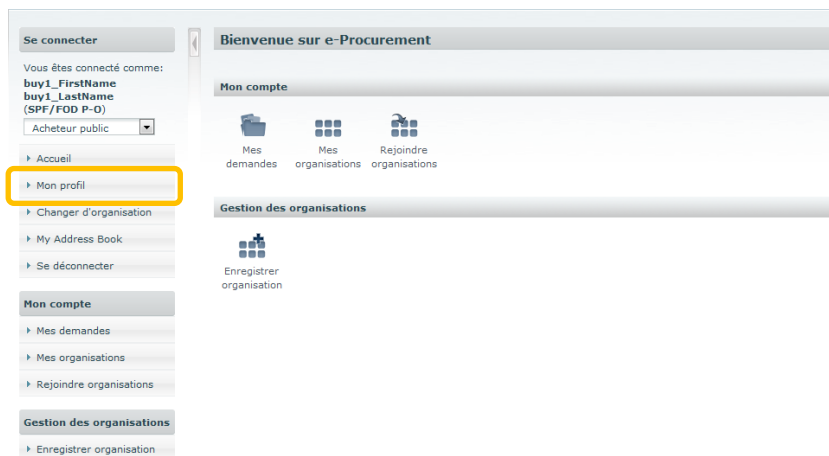 Se connecter
Vous êtes connecté comme:
buy1_FirstName
buy1_LastName
(SPF/FOD P-O)
Acheteur public
Accueil
Mon profil
Changer d'organisation
My Address Book
Se déconnecter
Mon compte
Mes demandes
Mes organisations
Rejoindre organisations
Gestion des organisations
Enregistrer organisation
Bienvenue sur e-Procurement
Mon compte
Mes
demandes
Mes
organisations
Rejoindre
organisations
Gestion des organisations
Enregistrer
organisation